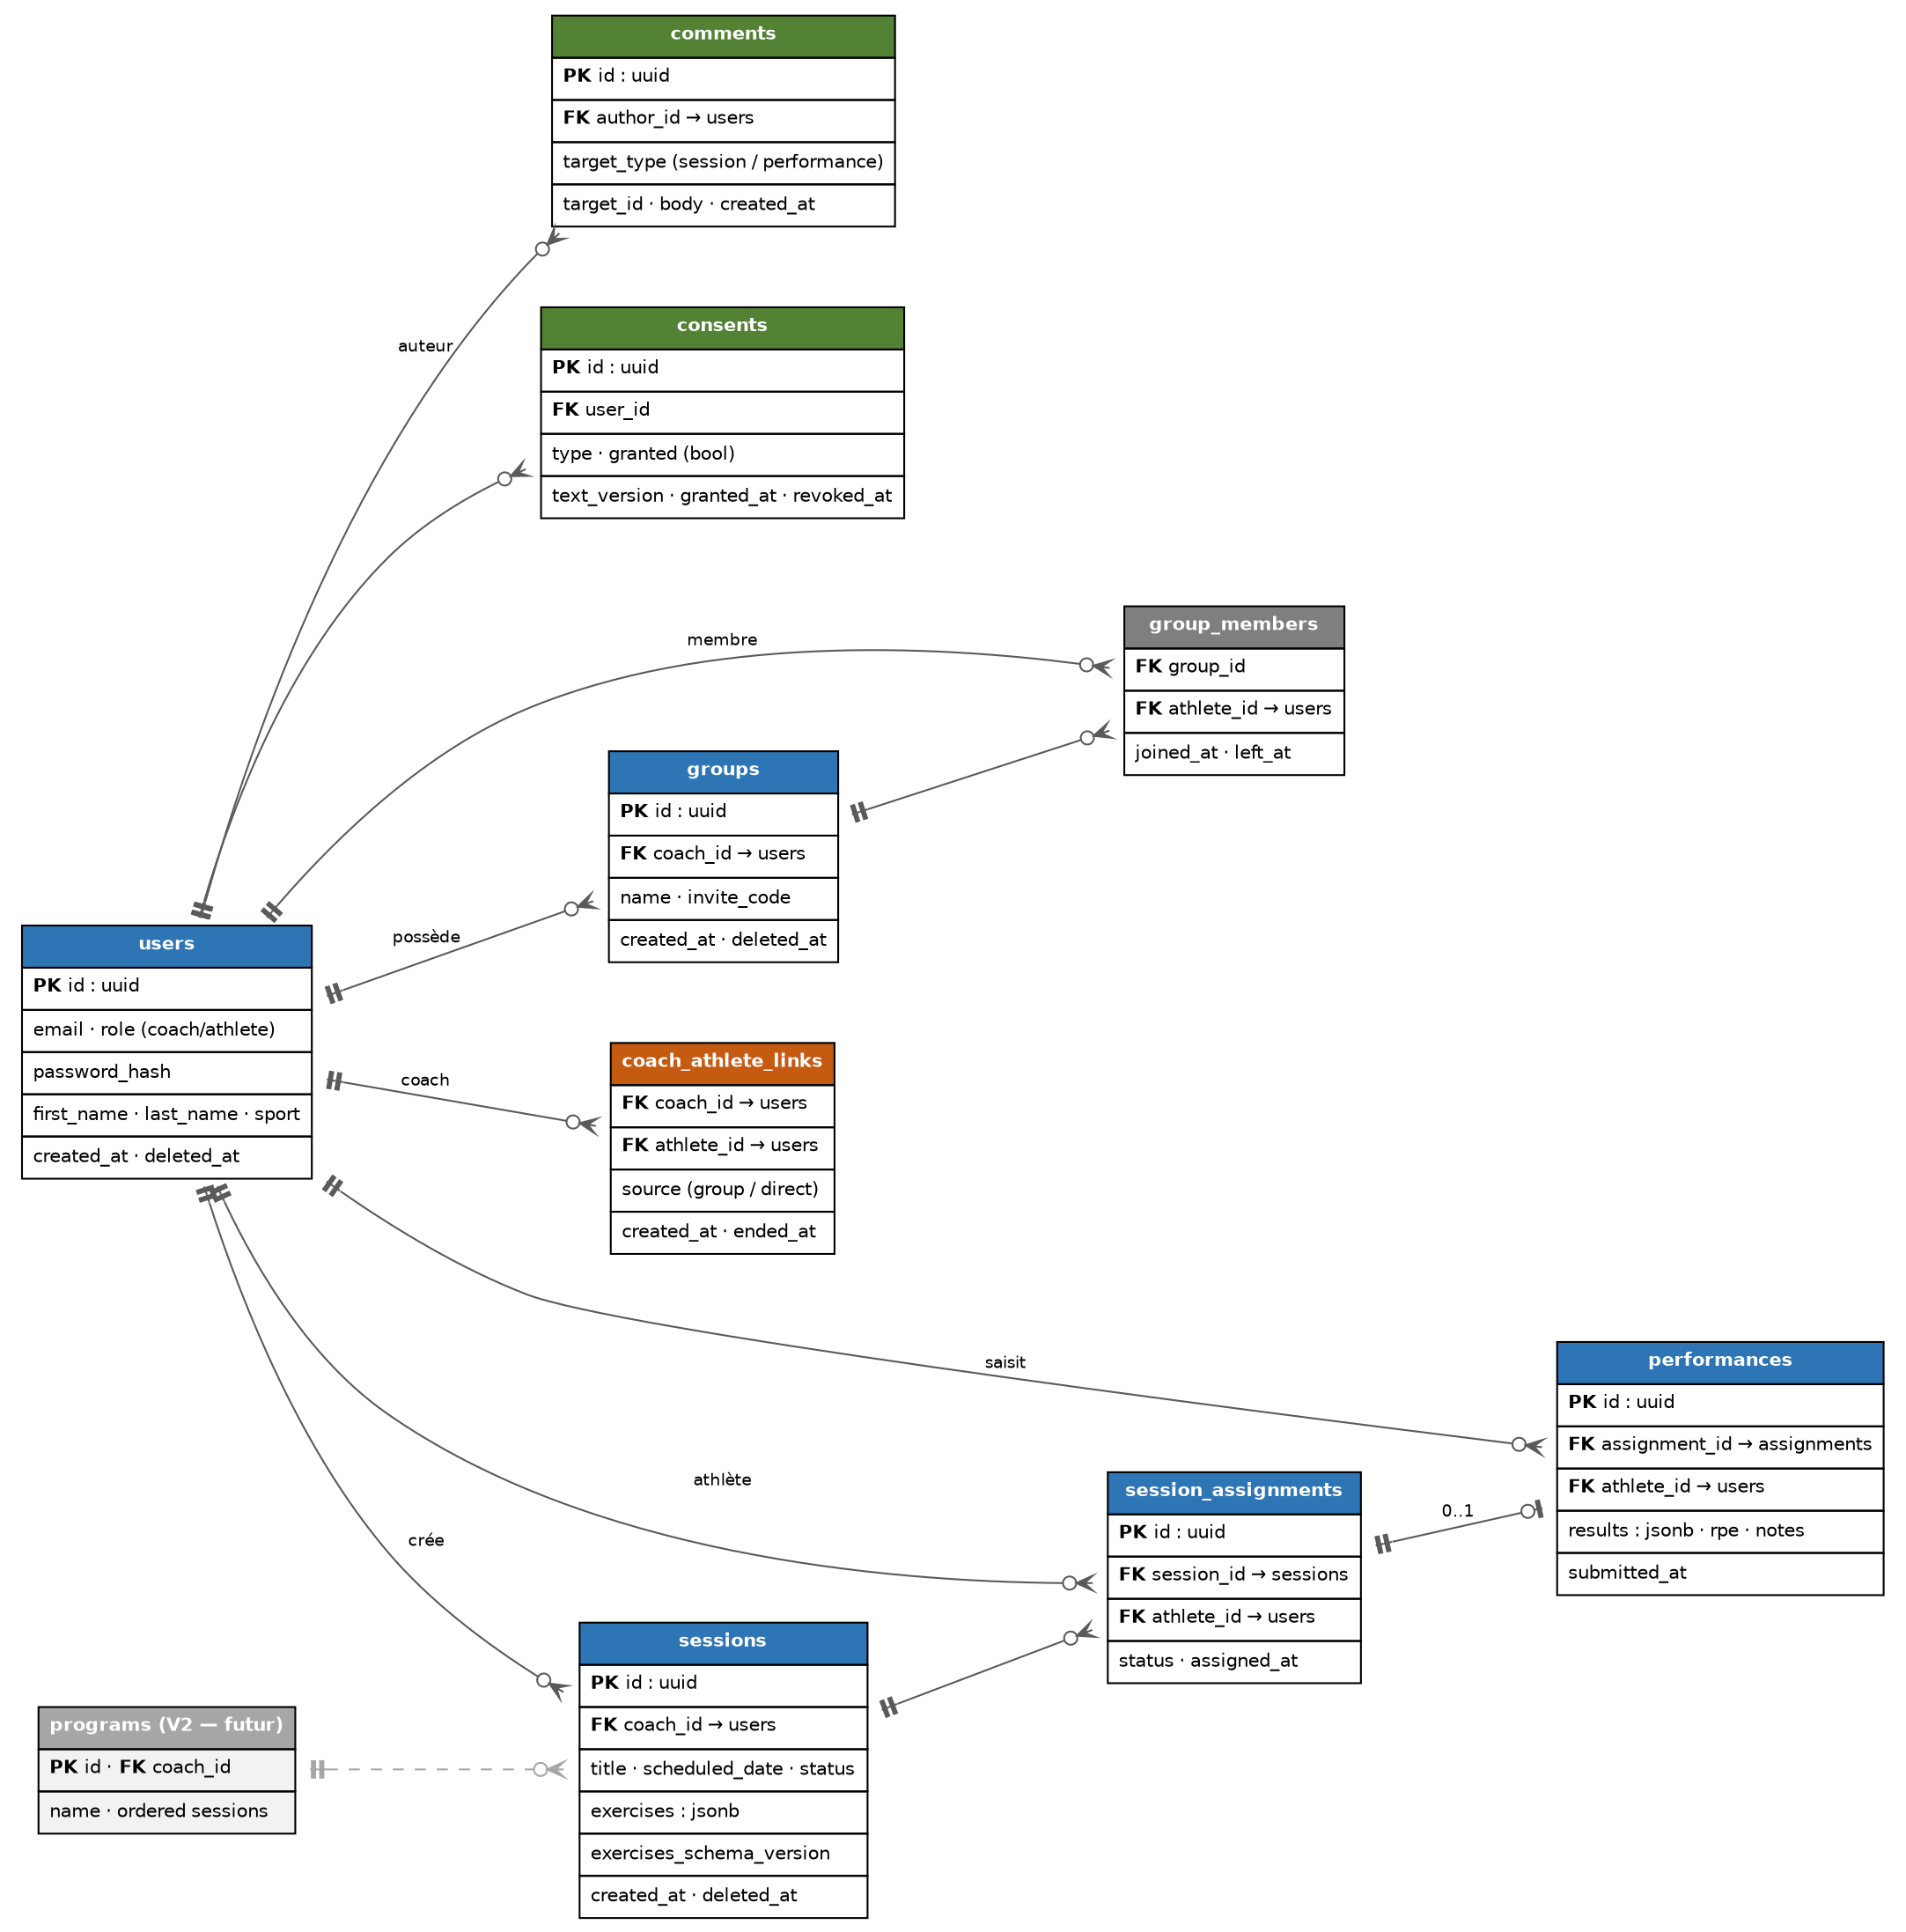 comments
PK id : uuid
FK author_id → users
target_type (session / performance)
target_id · body · created_at
auteur
consents
PK id : uuid
FK user_id
type · granted (bool)
text_version · granted_at · revoked_at
membre
group_members
FK group_id
FK athlete_id → users
joined_at · left_at
groups
PK id : uuid
FK coach_id → users
name · invite_code
created_at · deleted_at
possède
users
PK id : uuid
email · role (coach/athlete)
password_hash
first_name · last_name · sport
created_at · deleted_at
coach
coach_athlete_links
FK coach_id → users
FK athlete_id → users
source (group / direct)
created_at · ended_at
saisit
performances
PK id : uuid
FK assignment_id → assignments
FK athlete_id → users
results : jsonb · rpe · notes
submitted_at
athlète
session_assignments
PK id : uuid
FK session_id → sessions
FK athlete_id → users
status · assigned_at
0..1
crée
sessions
PK id : uuid
FK coach_id → users
title · scheduled_date · status
exercises : jsonb
exercises_schema_version
created_at · deleted_at
programs (V2 — futur)
PK id · FK coach_id
name · ordered sessions